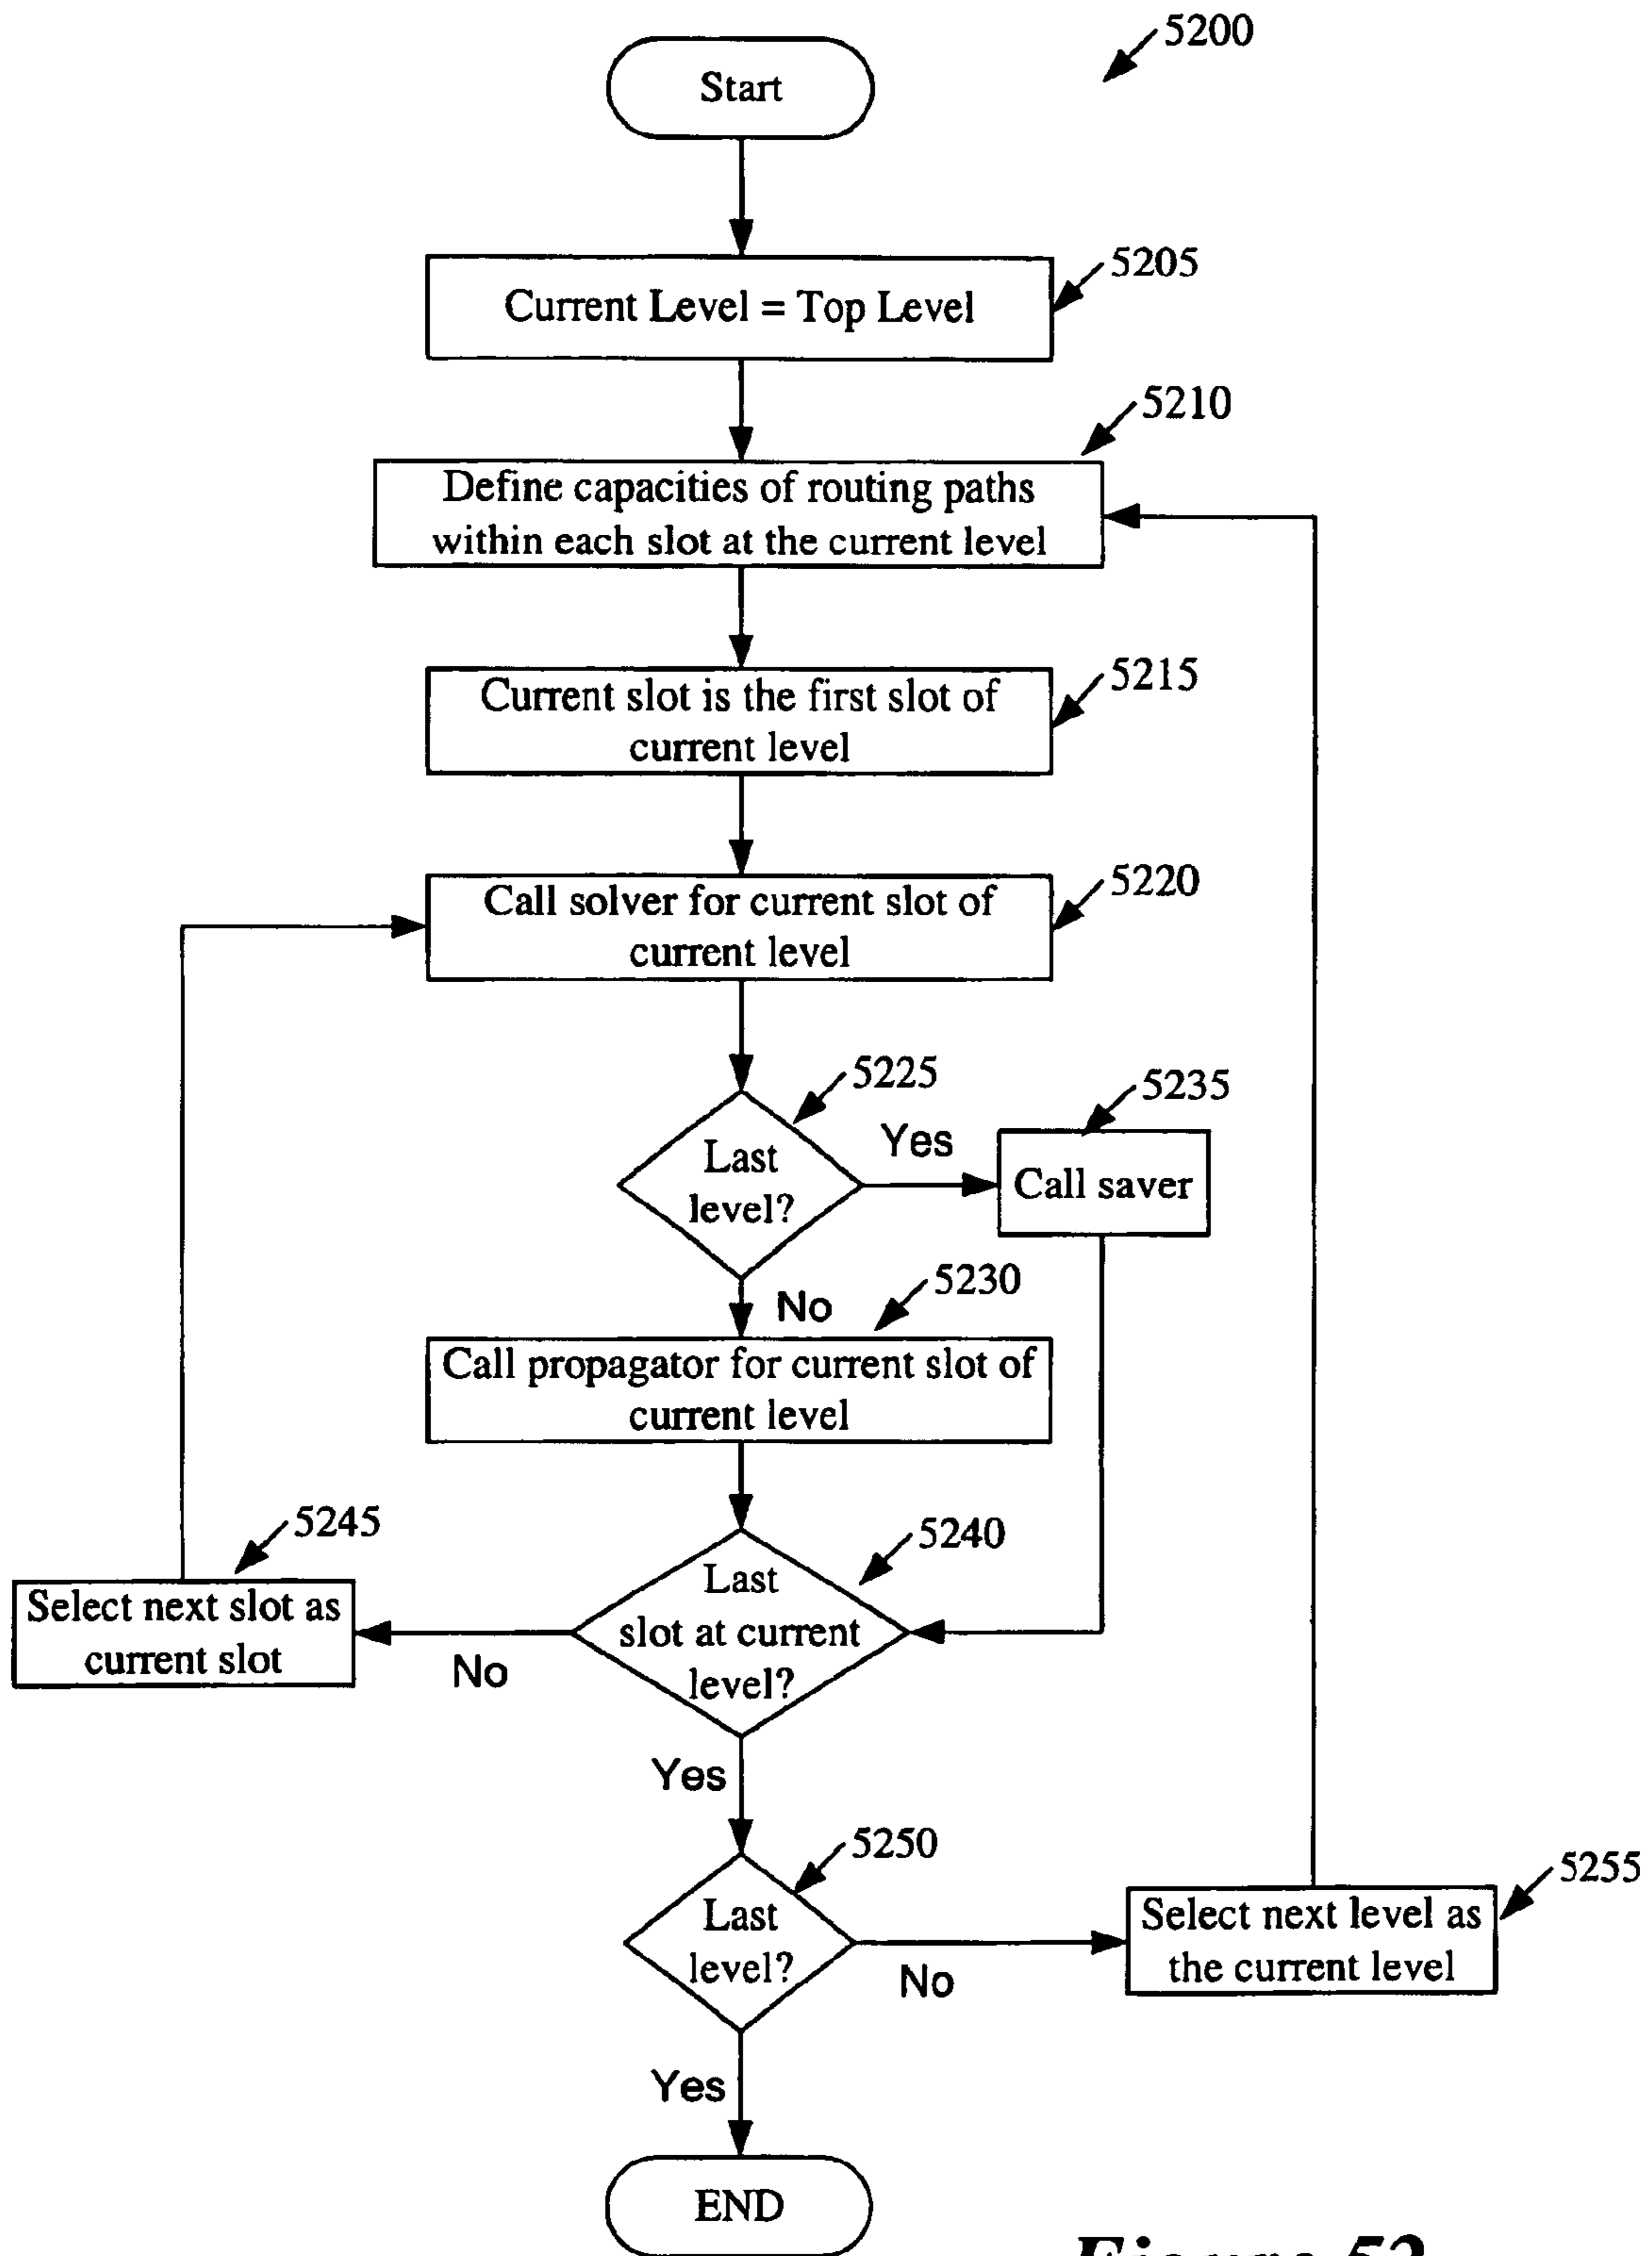 5200
Start
5205
Current Level = Top Level
5210
Define capacities of routing paths
within each slot at the current level
5215
Current slot is the first slot of
current level
5220
Call solver for current slot of
current level
5225
5235
Last
level?
Yes
Call saver
5230
No
Call propagator for current slot of
current level
5245
5240
Select next slot as
current slot
No
Last
slot at current
level?
Yes
5250
5255
Last
level?
No
Select next level as
the current level
Yes
END
Figure 52